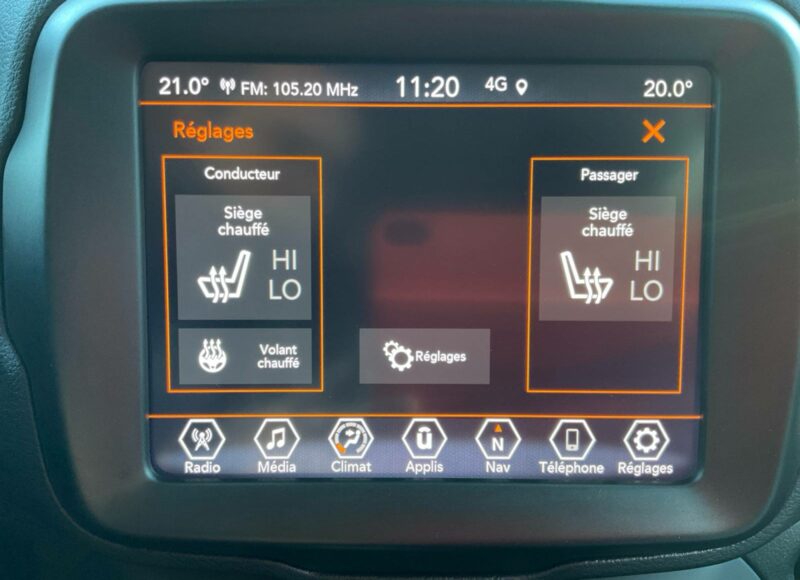 21.0° FM: 105.20 MHz 11:20 4G 20.0°
Réglages
Conducteur
Siège
chauffé
HI
LO
Volant
chauffé
Réglages
Passager
Siège
chauffé
HI
LO
N
Radio Média Climat Applis Nav Téléphone Réglages